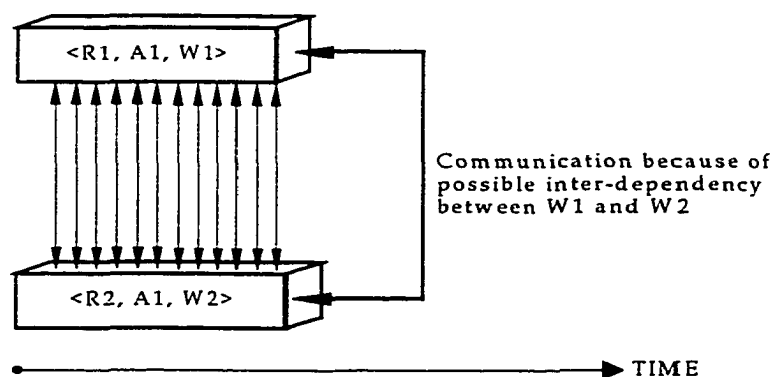 <R1, A1, W1>
Communication because of
possible inter-dependency
between W1 and W2
<R2, A1, W2>
TIME